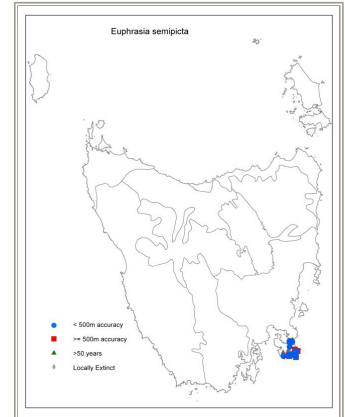 Euphrasia semipicta
< 500m accuracy
>= 500m accuracy
>50 years
Locally Extinct